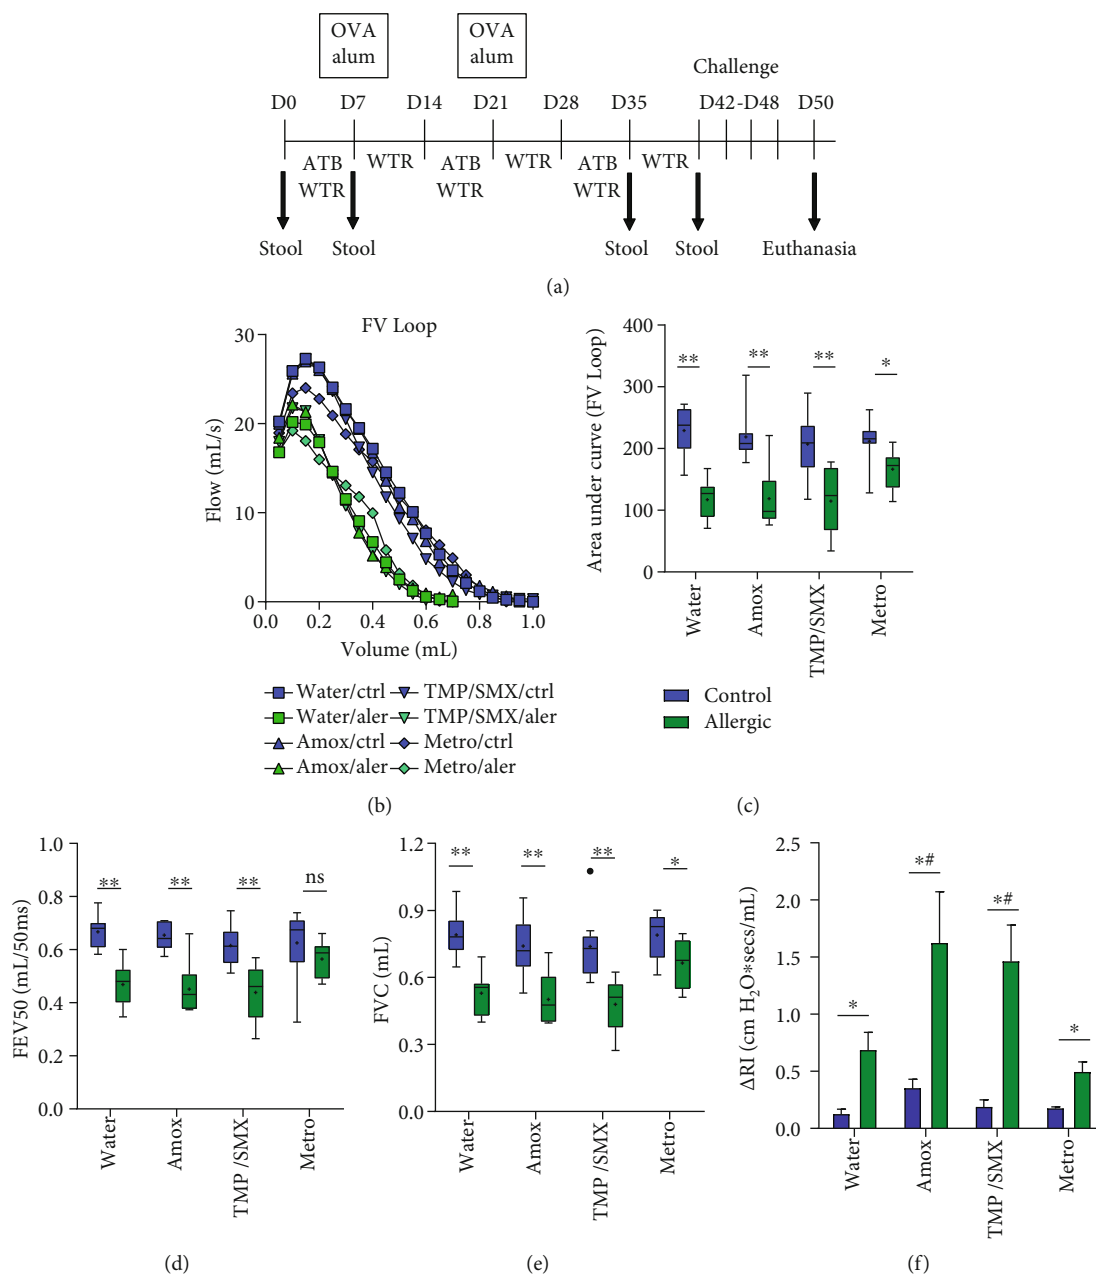 OVA
alum
OVA
alum
Challenge
D0 D7 D14 D21 D28 D35 D42-D48 D50
ATB
WTR
WTR
ATB
WTR
WTR
ATB
WTR
WTR
Stool Stool Stool Stool Euthanasia
(a)
FV Loop
Flow (mL/s)
30
20
10
0
0.0 0.2 0.4 0.6 0.8 1.0
Volume (mL)
Water/ctrl TMP/SMX/ctrl
Water/aler TMP/SMX/aler
Amox/ctrl Metro/ctrl
Amox/aler Metro/aler
(b)
Area under curve (FV Loop)
400
300
200
100
0
** ** ** *
Water Amox TMP/SMX Metro
Control
Allergic
(c)
FEV50 (mL/50ms)
1.0
0.8
0.6
0.4
0.2
0.0
** ** ** ns
Water Amox TMP /SMX Metro
(d)
FVC (mL)
1.2
0.9
0.6
0.3
0.0
** ** ** *
Water Amox TMP /SMX Metro
(e)
ΔRI (cm H₂O*secs/mL)
2.5
2.0
1.5
1.0
0.5
0.0
* *# *# *
Water Amox TMP /SMX Metro
(f)